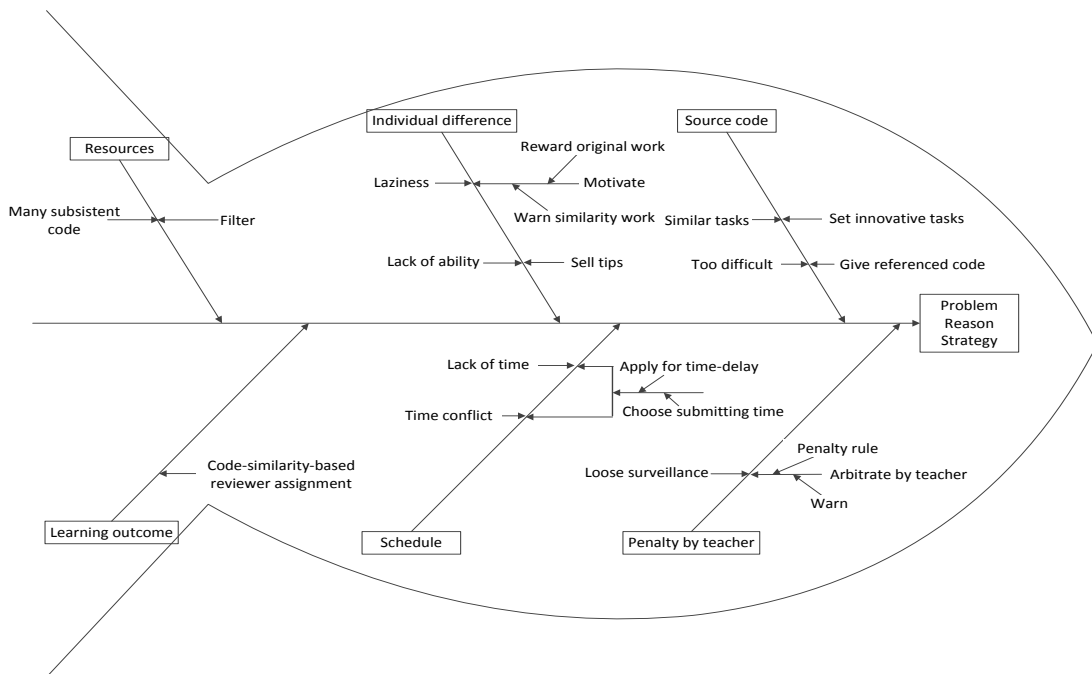 Individual difference
Source code
Resources
Reward original work
Laziness
Motivate
Many subsistent
code
Filter
Warn similarity work
Similar tasks
Set innovative tasks
Lack of ability
Sell tips
Too difficult
Give referenced code
Problem
Reason
Strategy
Lack of time
Apply for time-delay
Time conflict
Choose submitting time
Code-similarity-based
reviewer assignment
Penalty rule
Loose surveillance
Arbitrate by teacher
Warn
Learning outcome
Schedule
Penalty by teacher